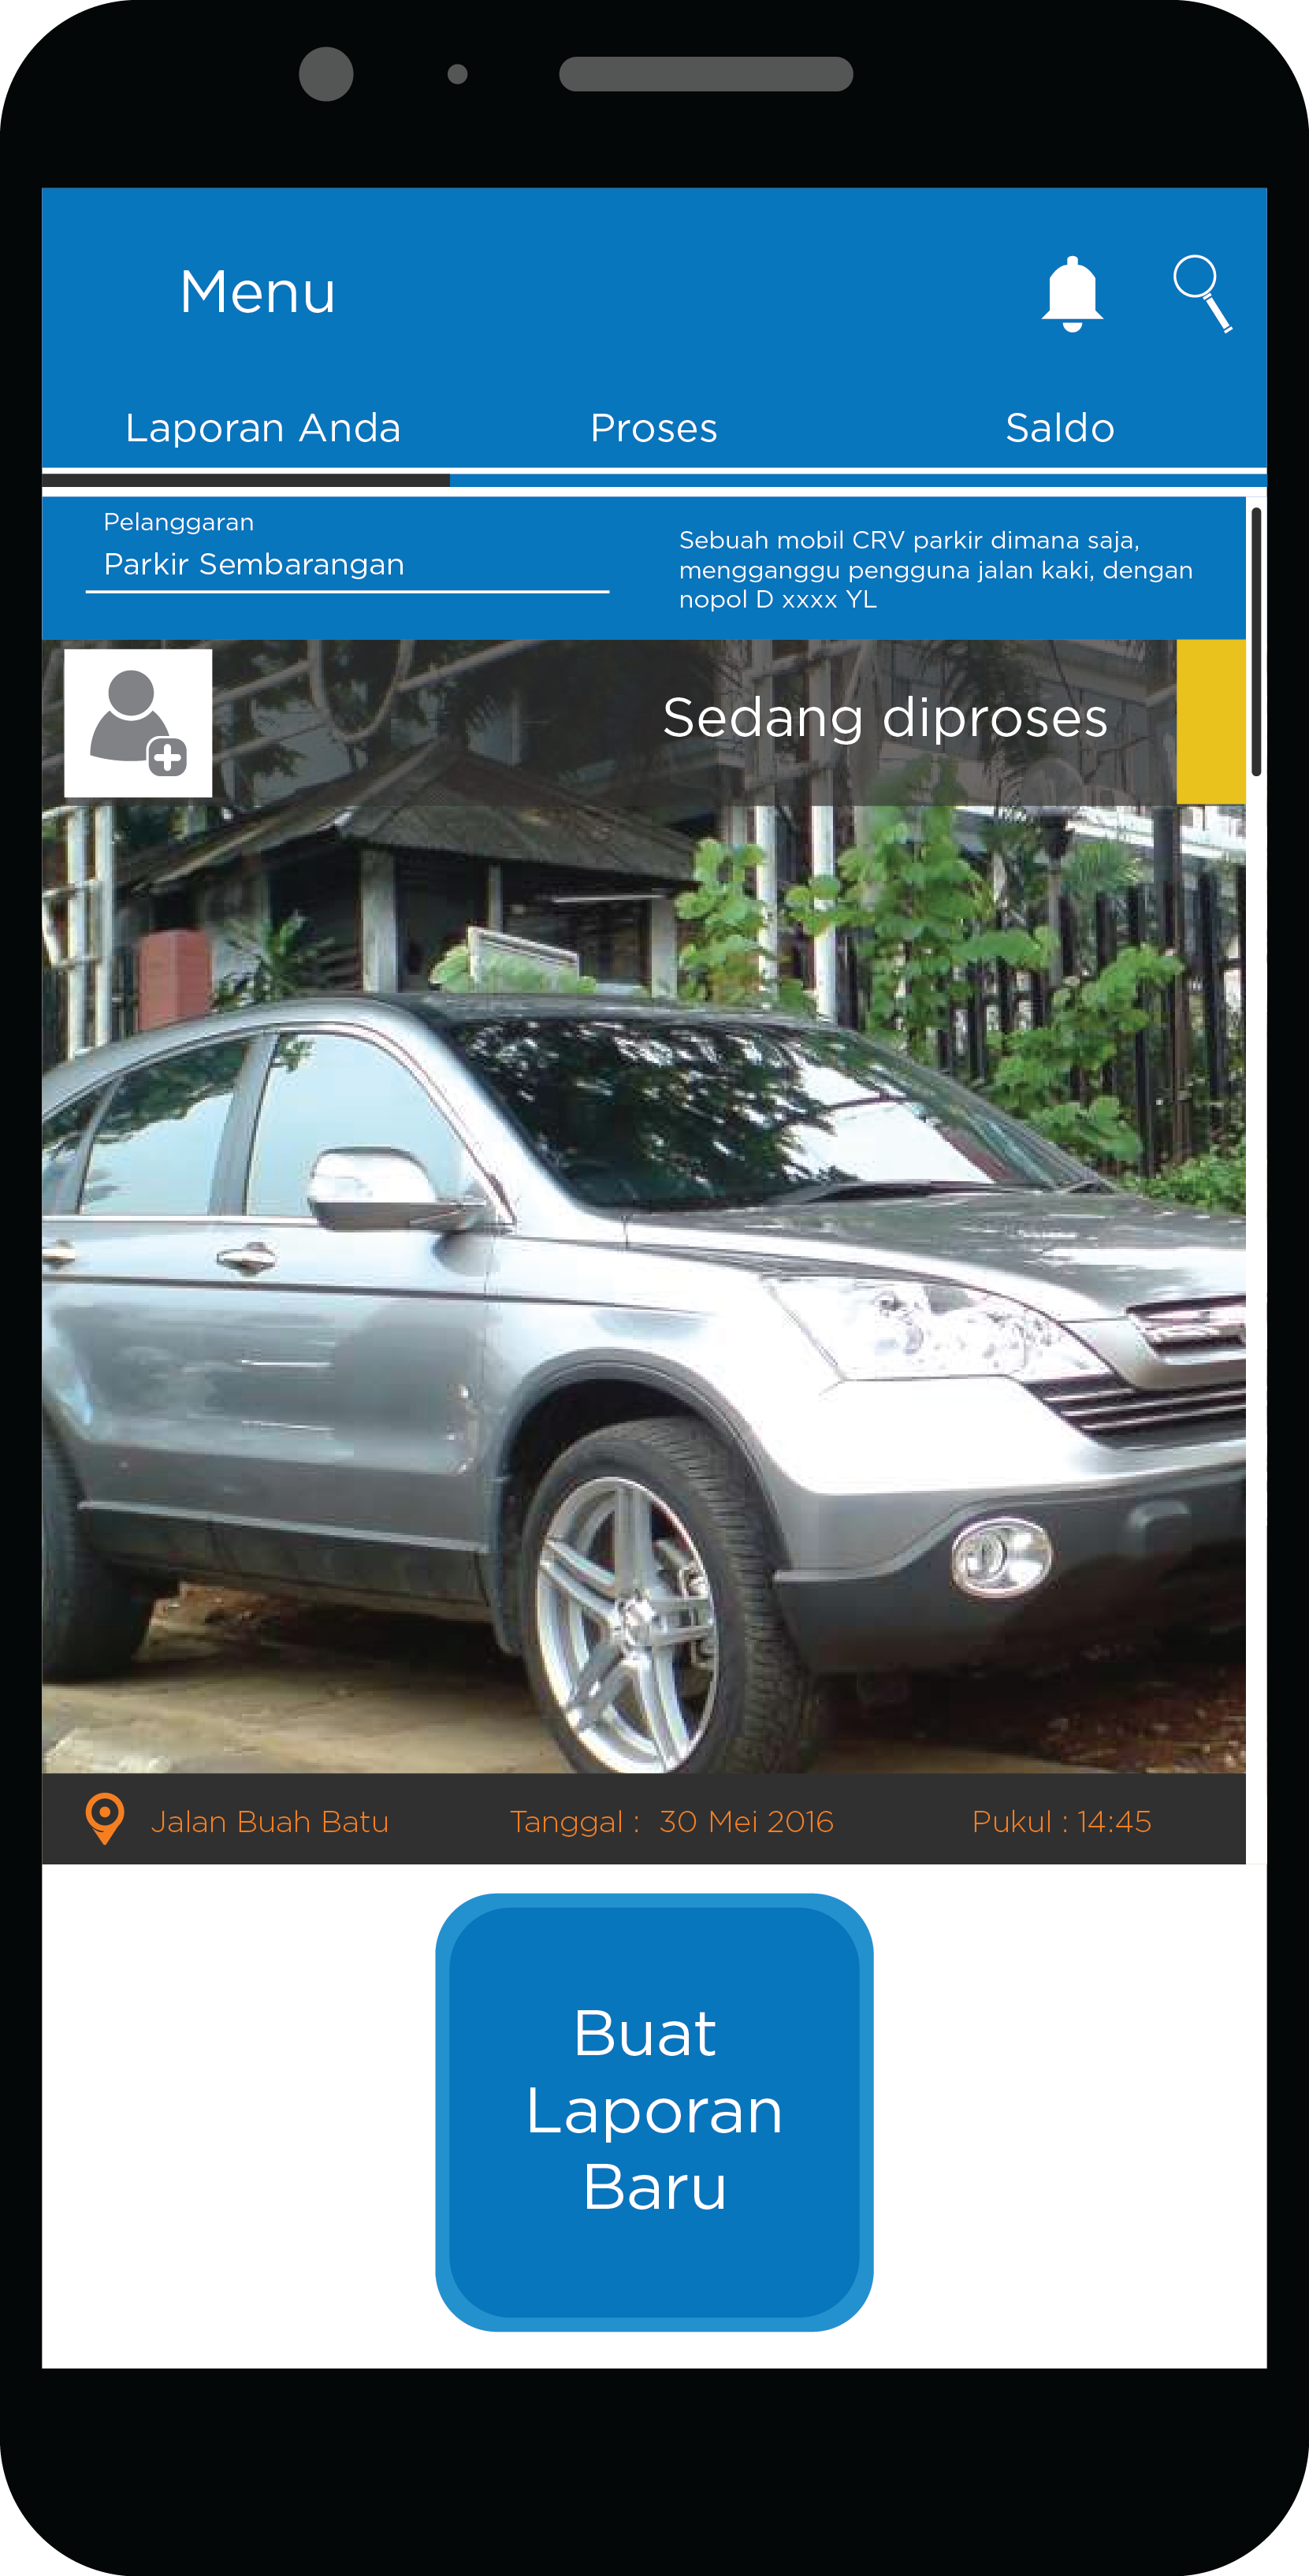 Menu
Laporan Anda
Proses
Saldo
Pelanggaran
Parkir Sembarangan
Sebuah mobil CRV parkir dimana saja,
mengganggu pengguna jalan kaki, dengan
nopol D xxxx YL
Sedang diproses
Jalan Buah Batu
Tanggal : 30 Mei 2016
Pukul : 14:45
Buat
Laporan
Baru